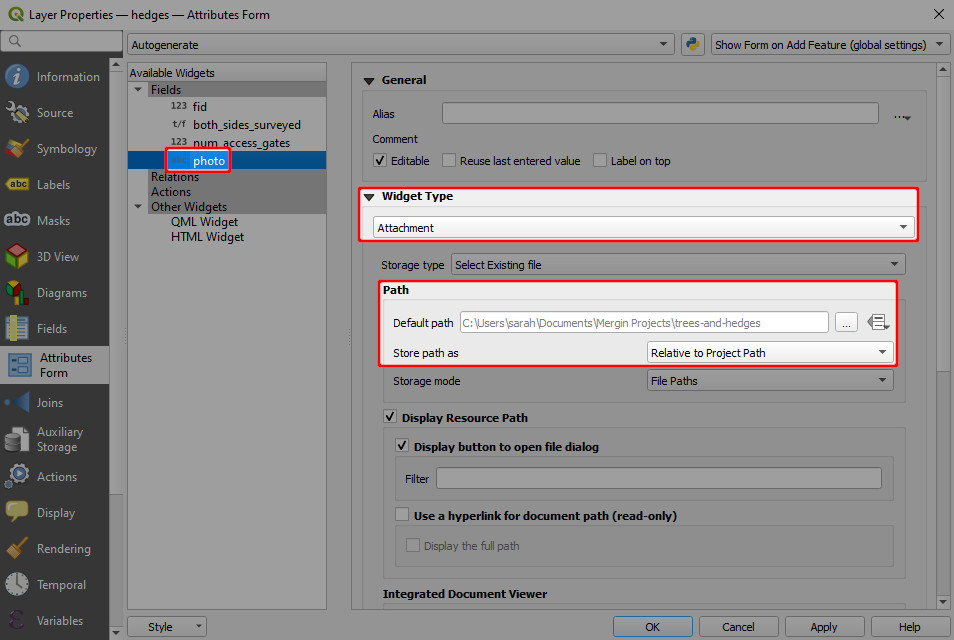 Layer Properties — hedges — Attributes Form
Autogenerate
Show Form on Add Feature (global settings)
Information
Source
Symbology
Labels
Masks
3D View
Diagrams
Fields
Attributes
Form
Joins
Auxiliary
Storage
Actions
Display
Rendering
Temporal
Variables
Available Widgets
Fields
123 fid
t/f both_sides_surveyed
123 num_access_gates
photo
Relations
Actions
Other Widgets
QML Widget
HTML Widget
General
Alias
...
Comment
Editable
Reuse last entered value
Label on top
Widget Type
Attachment
Storage type Select Existing file
Path
Default path C:\Users\sarah\Documents\Mergin Projects\trees-and-hedges ...
Store path as Relative to Project Path
Storage mode File Paths
Display Resource Path
Display button to open file dialog
Filter
Use a hyperlink for document path (read-only)
Display the full path
Integrated Document Viewer
Style
OK
Cancel
Apply
Help